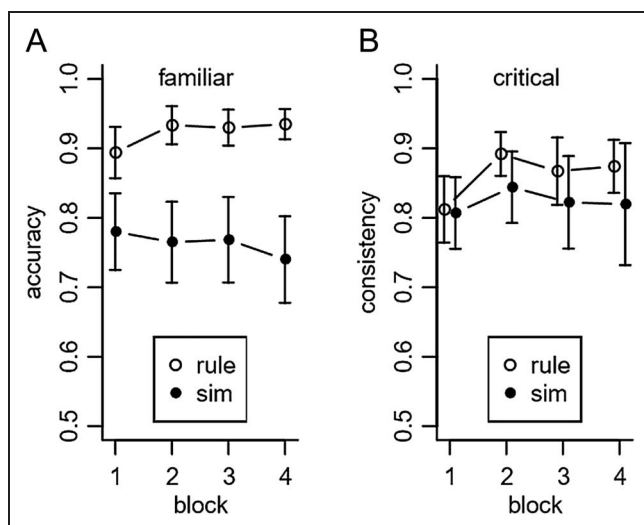 A
familiar
accuracy
1.0
0.9
0.8
0.7
0.6
0.5
rule
sim
1 2 3 4
block
B
critical
consistency
1.0
0.9
0.8
0.7
0.6
0.5
rule
sim
1 2 3 4
block